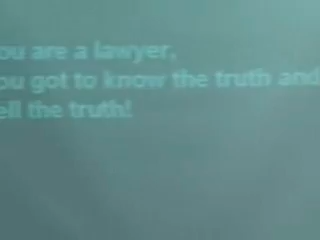 ou are a lawyer,
ou got to know the truth and
ell the truth!